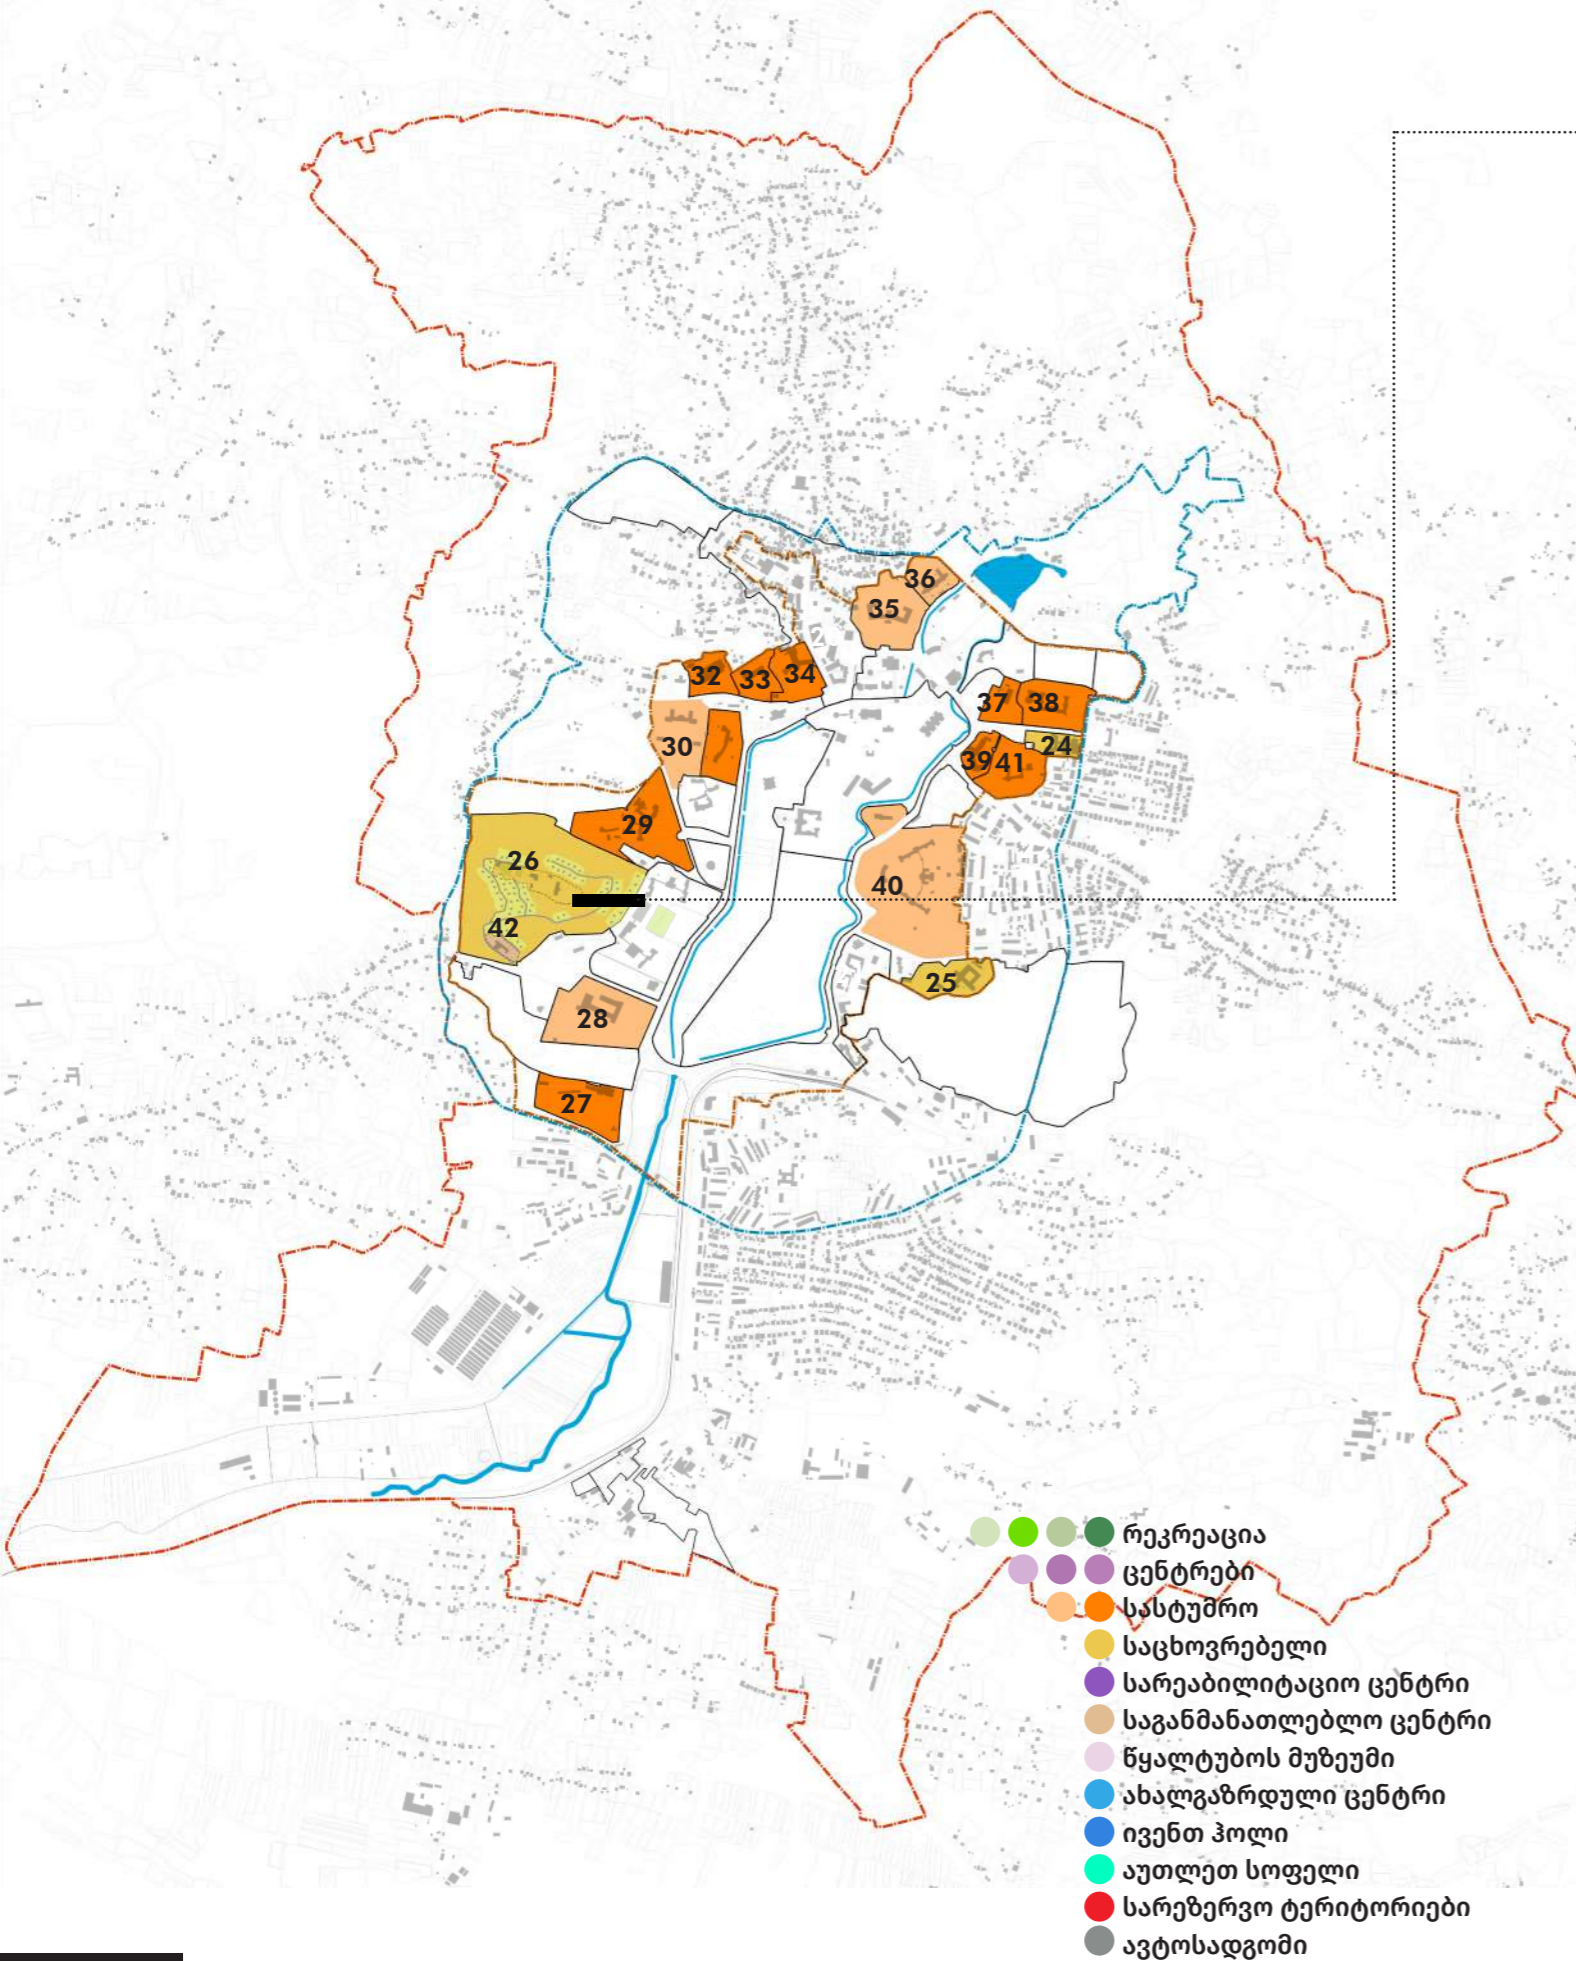 36
35
32
33
34
37
38
30
24
39
41
29
26
40
42
25
28
27
რეკრეაცია
ცენტრები
სასტუმრო
საცხოვრებელი
სარეაბილიტაციო ცენტრი
საგანმანათლებლო ცენტრი
წყალტუბოს მუზეუმი
ახალგაზრდული ცენტრი
ივენთ ჰოლი
აუთლეთ სოფელი
სარეზერვო ტერიტორიები
ავტოსადგომი